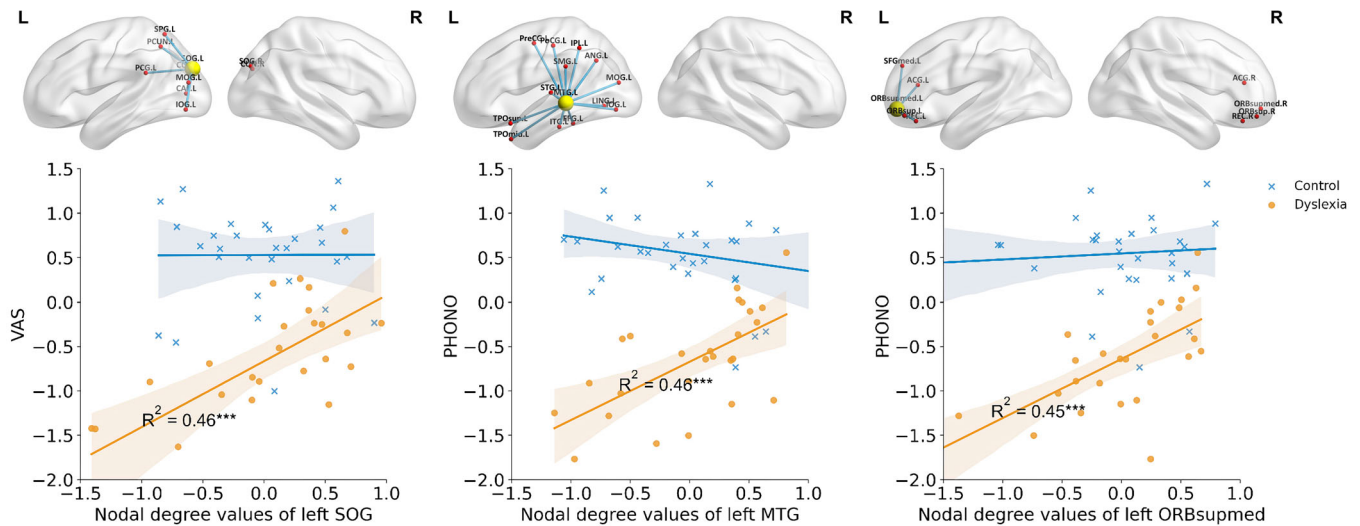 L
R
SPG.L
PCUN.L
SOG.L
PCG.L
MOG.L
IOG.L
SOG.R
L
R
PreCG.L
PoCG.L
IPL.L
SMG.L
ANG.L
MOG.L
STG.L
MTG.L
LING.L
IOG.L
TPOsup.L
ITG.L
FFG.L
TPOmid.L
L
R
SFGmed.L
ACG.L
ORBsupmed.L
ORBsup.L
REC.L
ACG.R
ORBsupmed.R
ORBsup.R
REC.R
1.5
1.0
0.5
0.0
−0.5
−1.0
−1.5
−2.0
VAS
R² = 0.46***
−1.5 −1.0 −0.5 0.0 0.5 1.0
Nodal degree values of left SOG
1.5
1.0
0.5
0.0
−0.5
−1.0
−1.5
−2.0
PHONO
R² = 0.46***
−1.5 −1.0 −0.5 0.0 0.5 1.0
Nodal degree values of left MTG
1.5
1.0
0.5
0.0
−0.5
−1.0
−1.5
−2.0
PHONO
R² = 0.45***
−1.5 −1.0 −0.5 0.0 0.5 1.0
Nodal degree values of left ORBsupmed
Control
Dyslexia